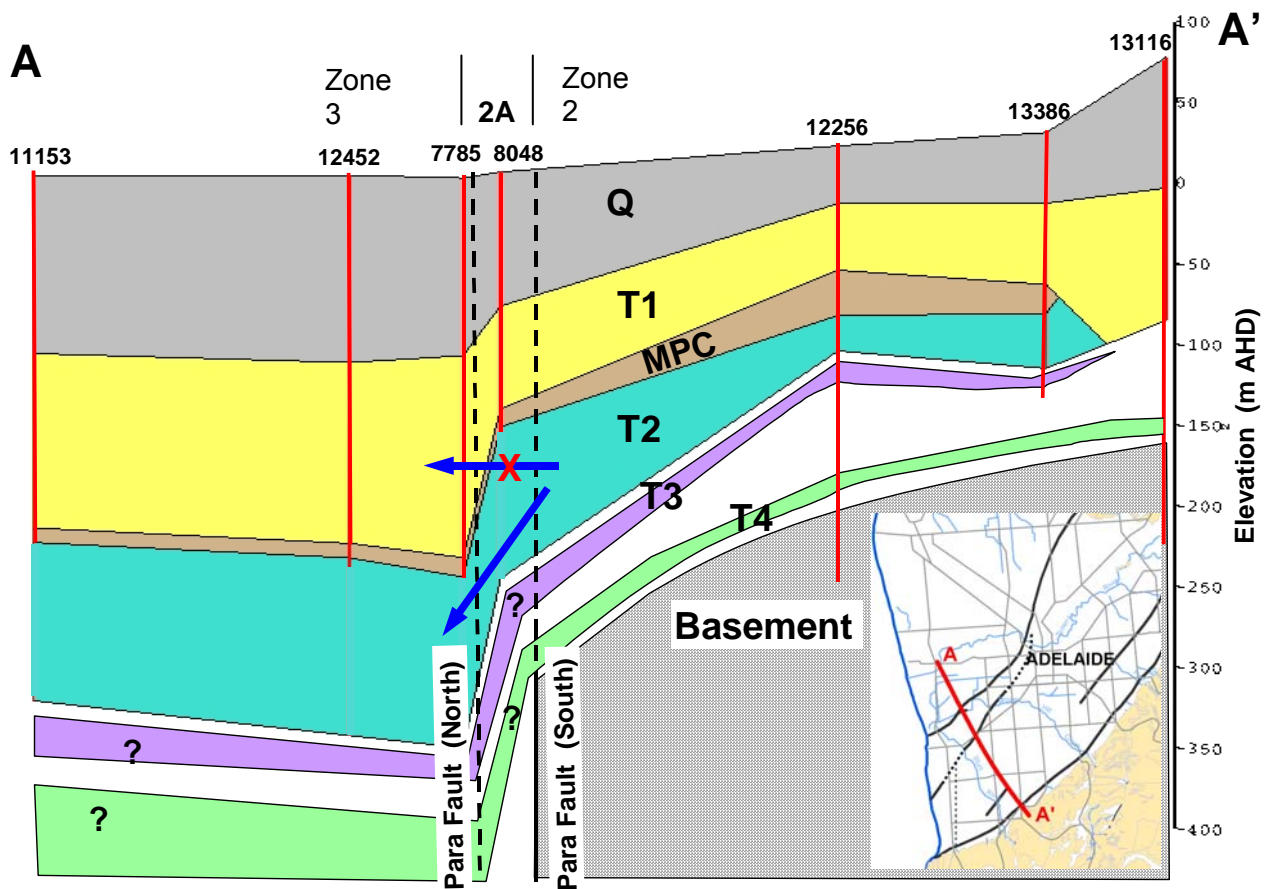 A
A’
Zone
3
2A
Zone
2
11153
12452
7785
8048
12256
13386
13116
Q
T1
MPC
T2
X
T3
T4
?
?
?
?
Basement
Para Fault (North)
Para Fault (South)
100
50
0
-50
-100
-150
-200
-250
-300
-350
-400
Elevation (m AHD)
A
ADELAIDE
A'